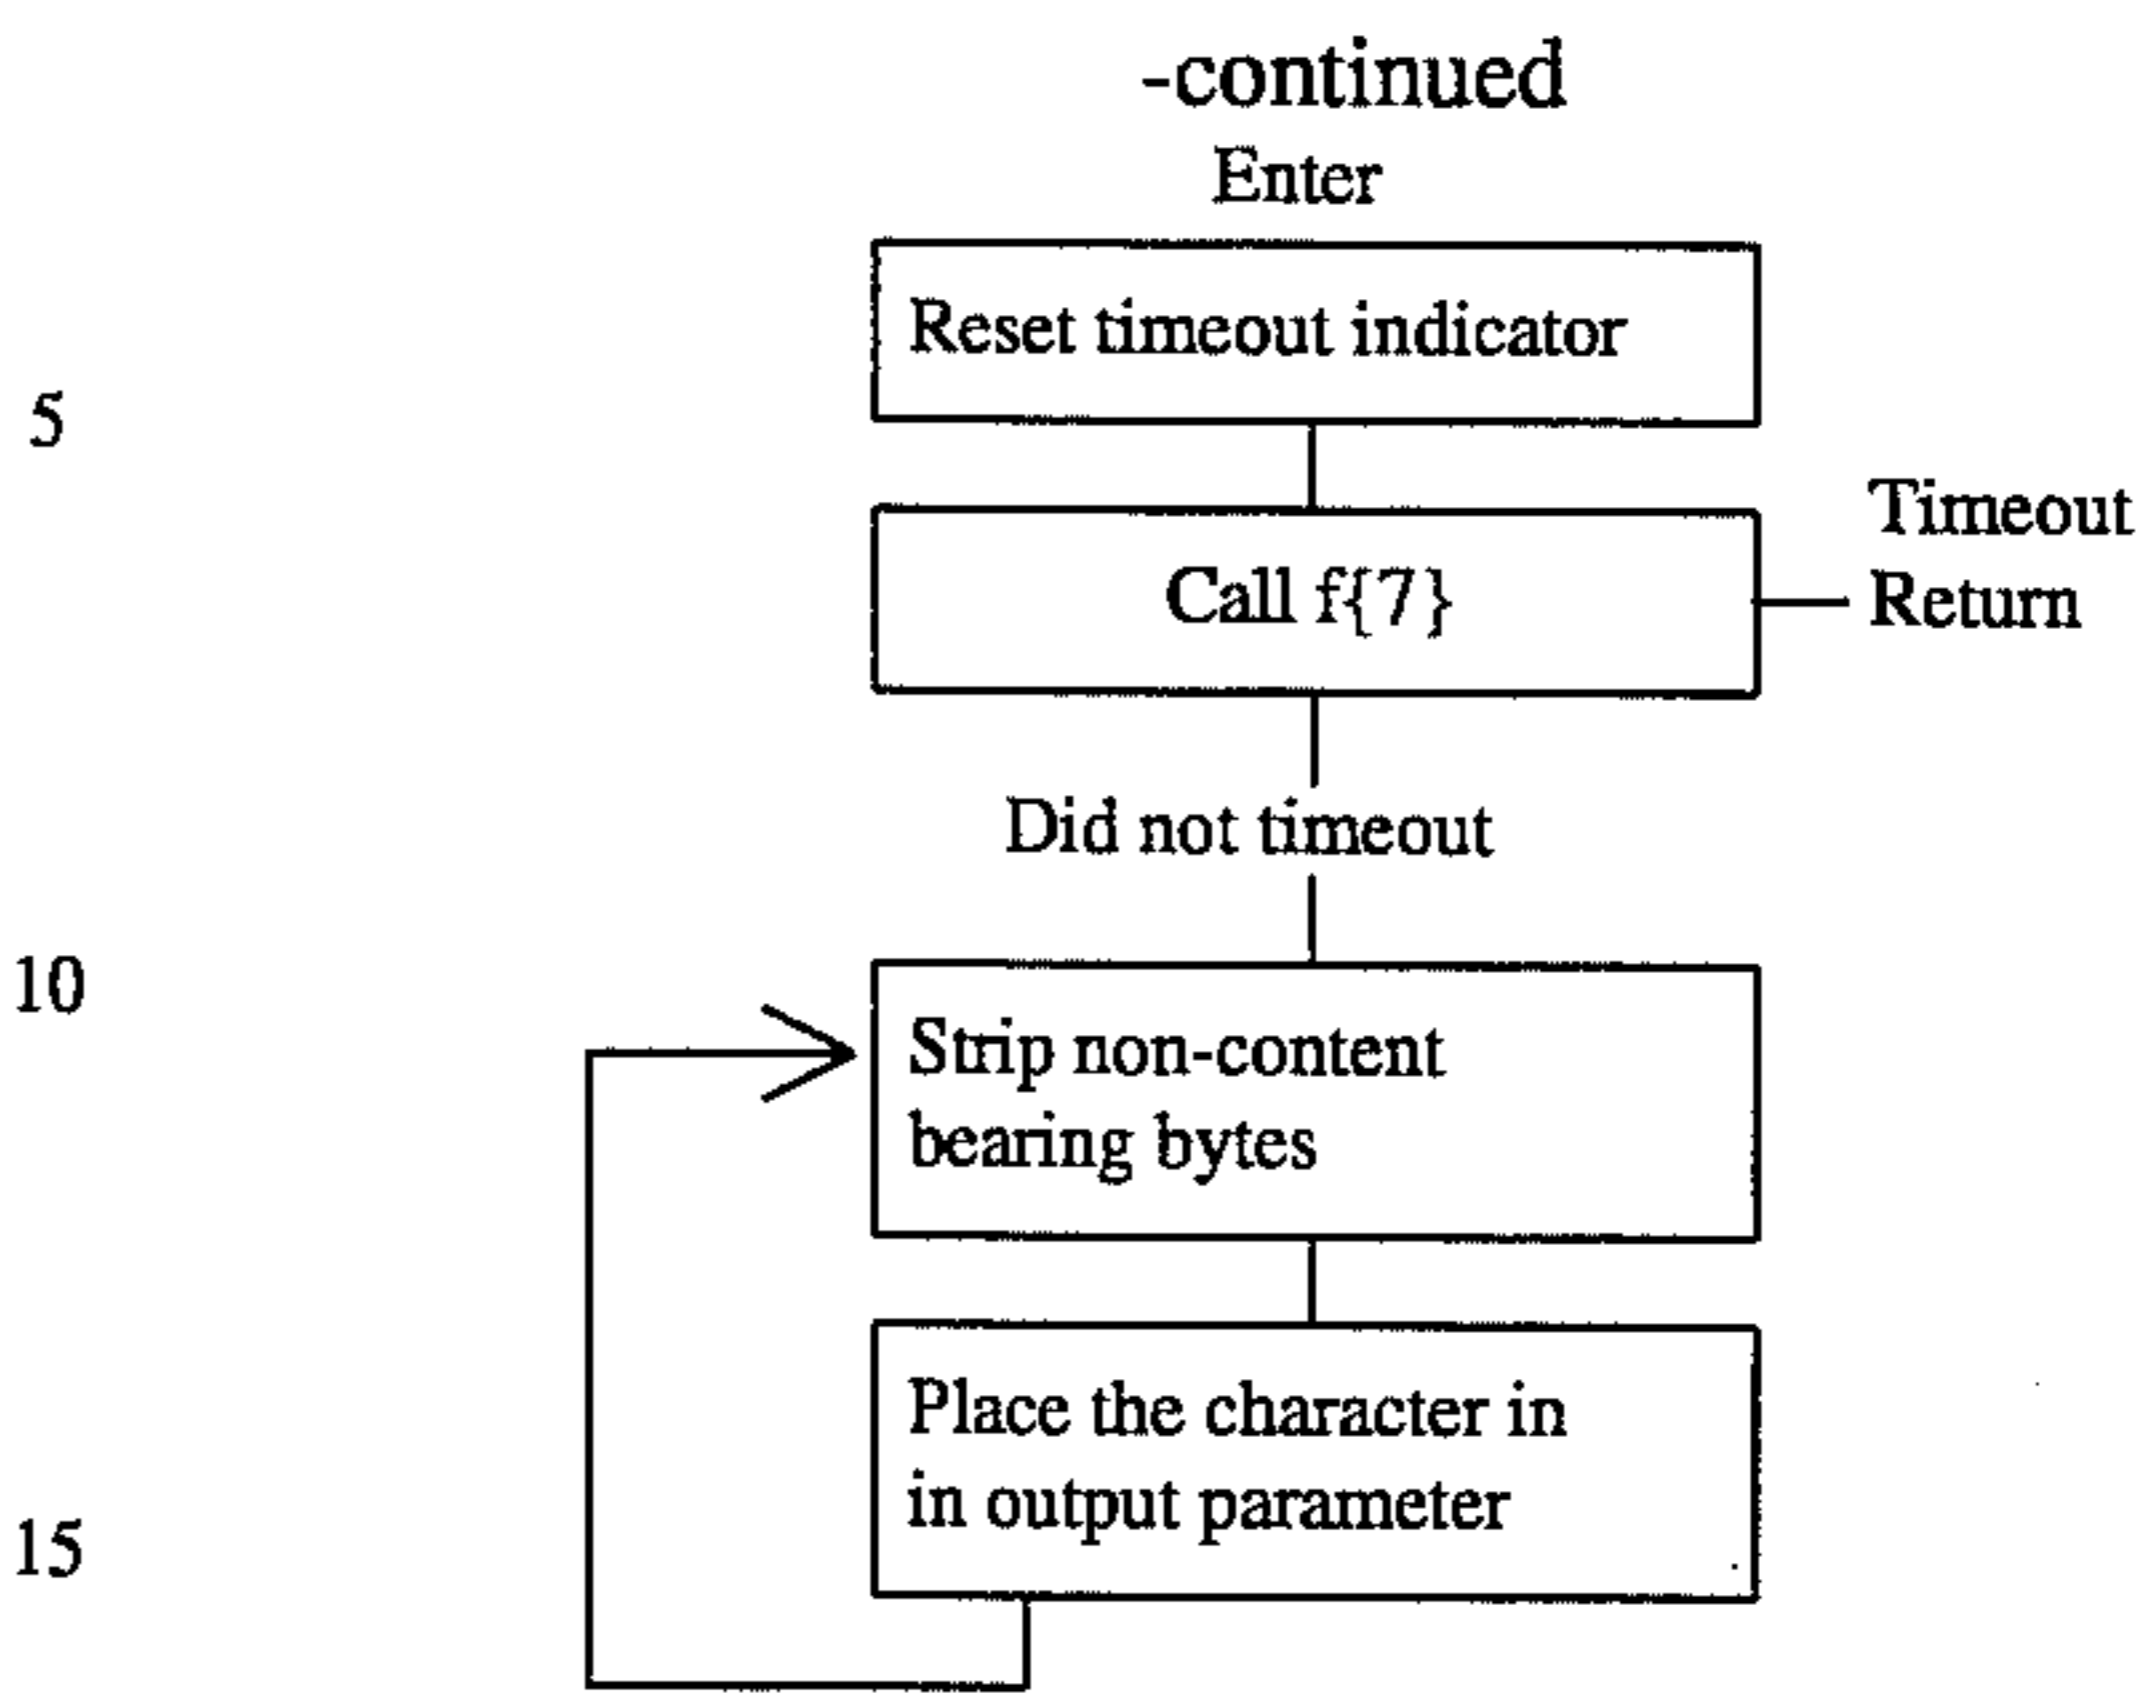 -continued
Enter
Reset timeout indicator
5
Timeout
Call f{7}
Return
Did not timeout
10
Strip non-content
bearing bytes
Place the character in
in output parameter
15